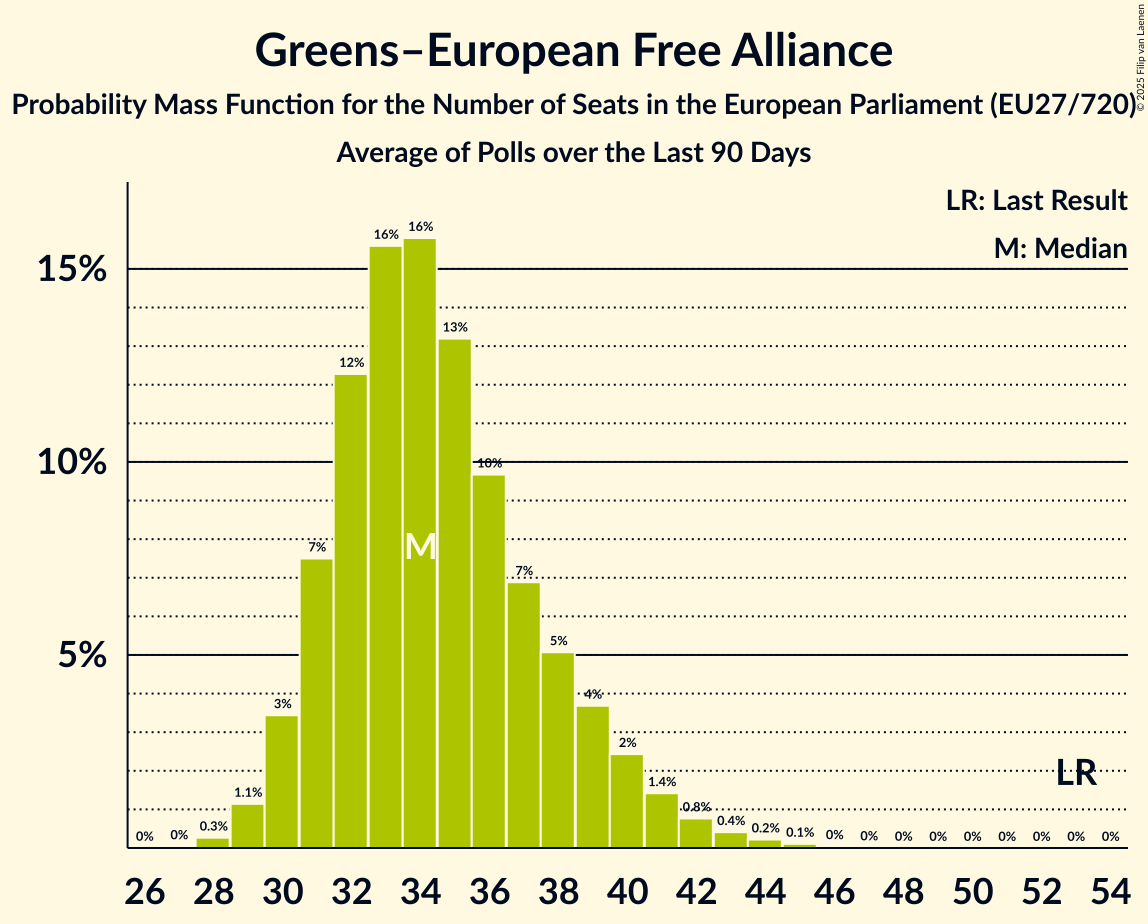 Greens–European Free Alliance
Probability Mass Function for the Number of Seats in the European Parliament (EU27/720)
Average of Polls over the Last 90 Days
© 2025 Filip van Laenen
LR: Last Result
M: Median
15%
10%
5%
0% 0% 0.3% 1.1% 3% 7% 12% 16% 16% 13% 10% 7% 5% 4% 2% 1.4% 0.8% 0.4% 0.2% 0.1% 0% 0% 0% 0% 0% 0% 0% 0% 0%
M
LR
26 28 30 32 34 36 38 40 42 44 46 48 50 52 54